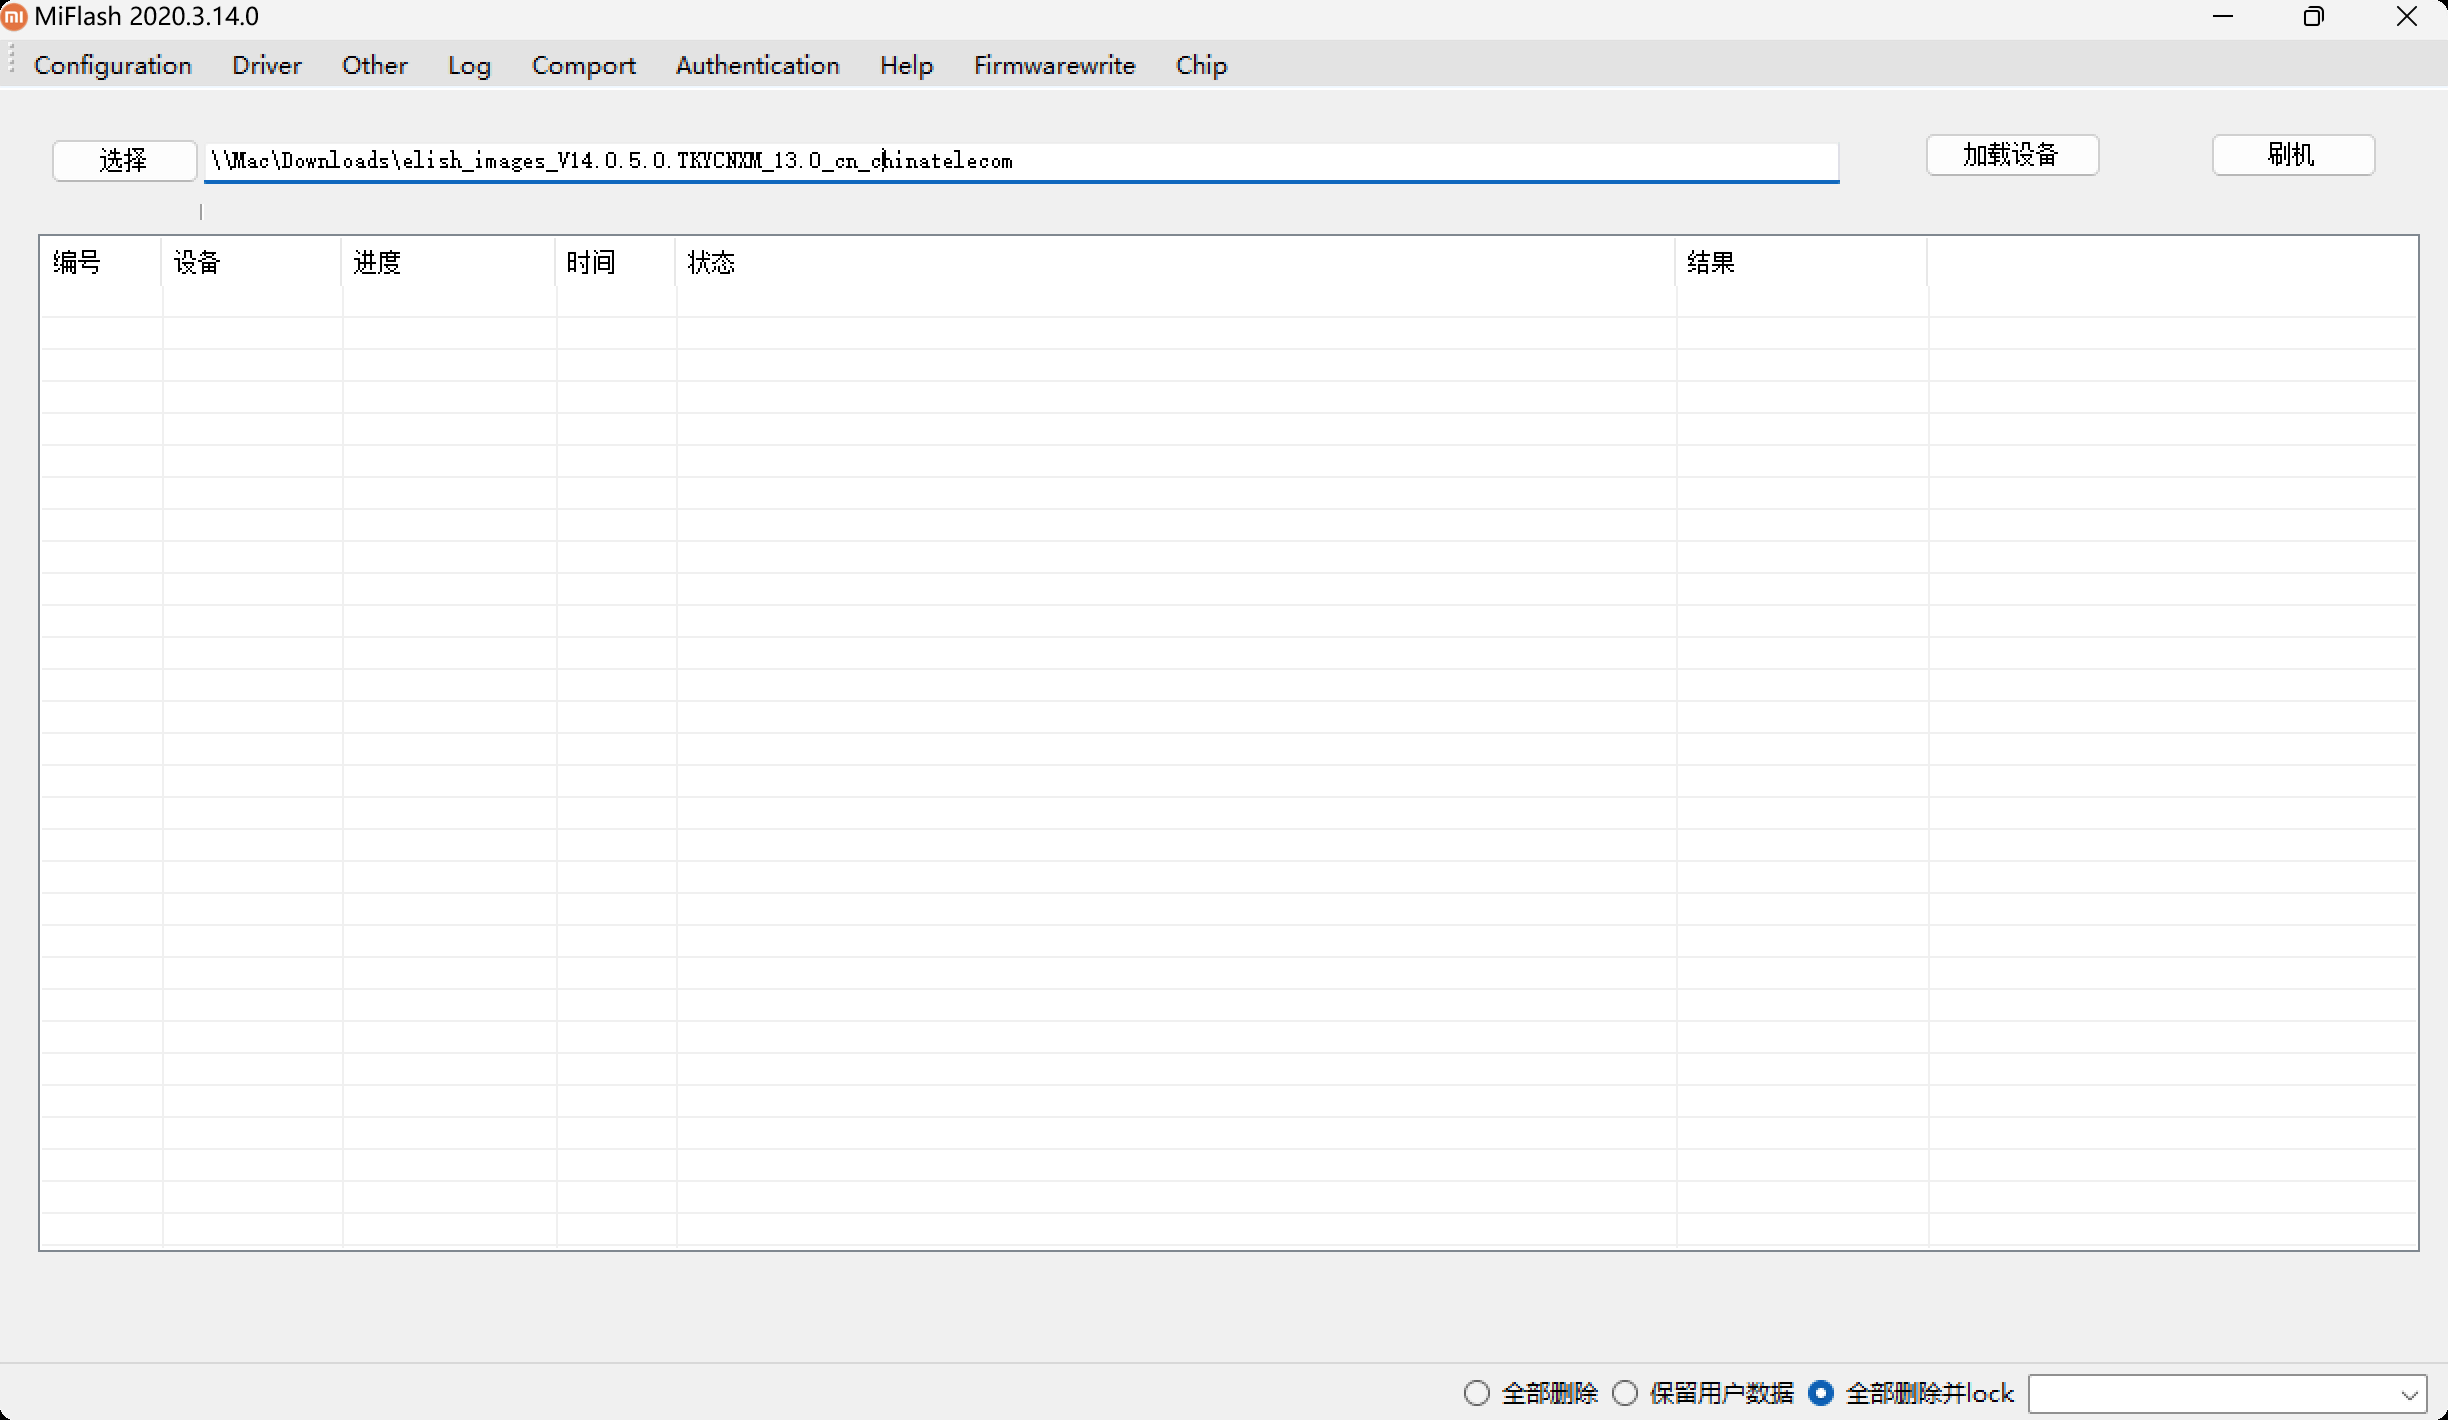 MiFlash 2020.3.14.0
Configuration Driver Other Log Comport Authentication Help Firmwarewrite Chip
选择 \\Mac\Downloads\elish_images_V14.0.5.0.TKYCNXM_13.0_cn_chinatelecom 加载设备 刷机
编号 设备 进度 时间 状态 结果
全部删除 保留用户数据 全部删除并lock